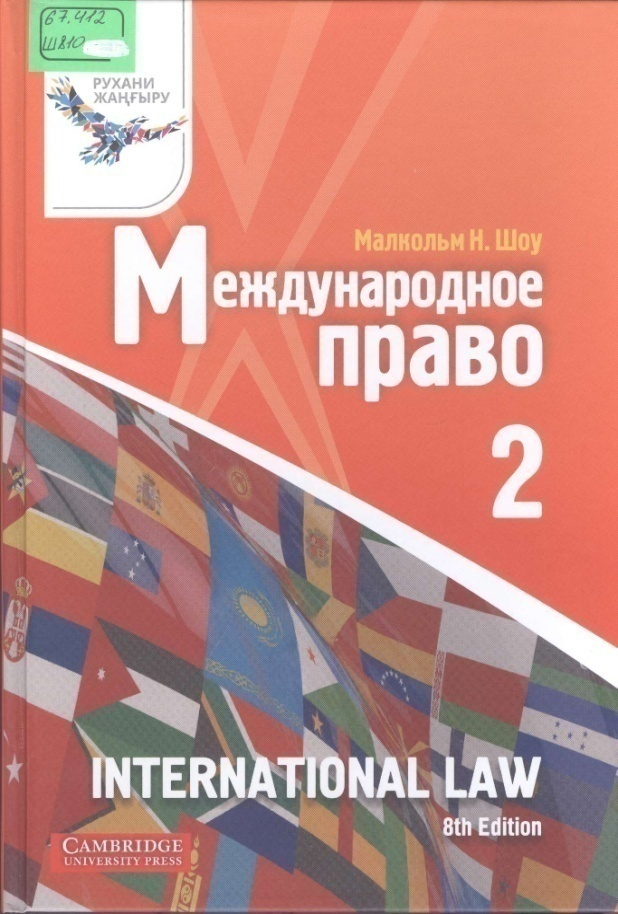 67.412
Ш810
РУХАНИ
ЖАҢҒЫРУ
Малкольм Н. Шоу
Международное
право
2
INTERNATIONAL LAW
8th Edition
CAMBRIDGE
UNIVERSITY PRESS